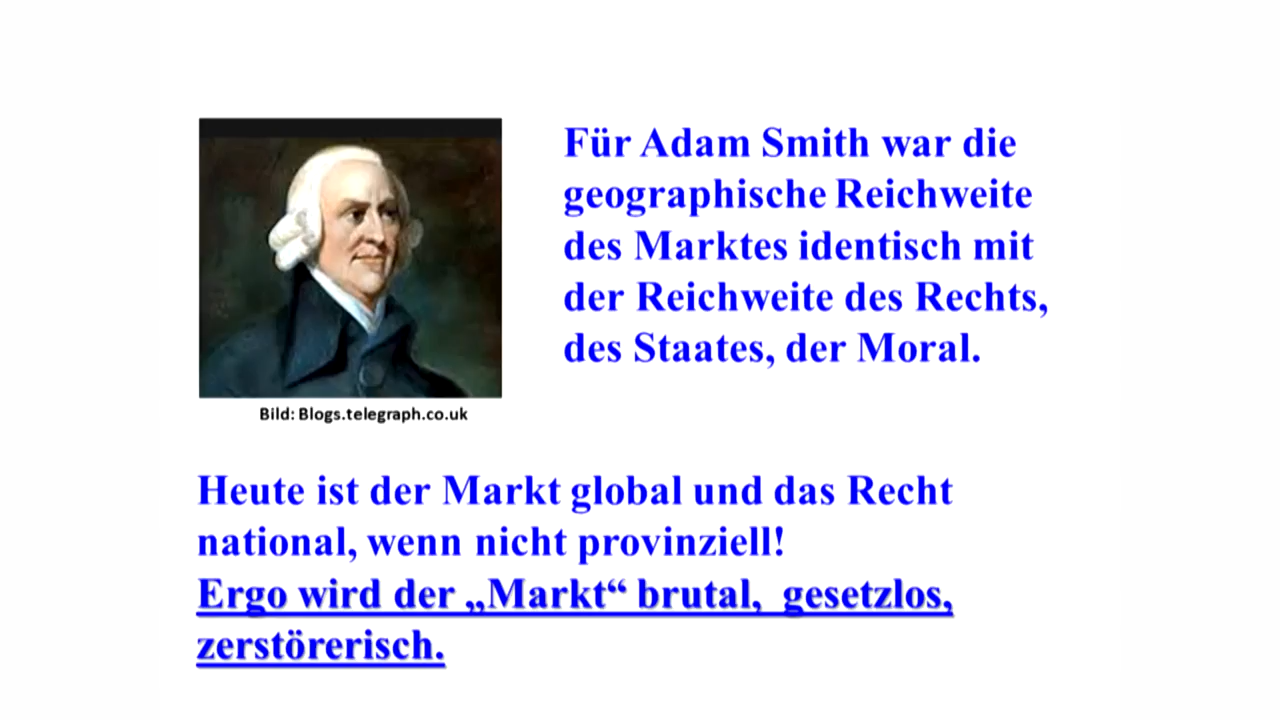 Für Adam Smith war die
geographische Reichweite
des Marktes identisch mit
der Reichweite des Rechts,
des Staates, der Moral.
Bild: Blogs.telegraph.co.uk
Heute ist der Markt global und das Recht
national, wenn nicht provinziell!
Ergo wird der „Markt“ brutal,  gesetzlos,
zerstörerisch.